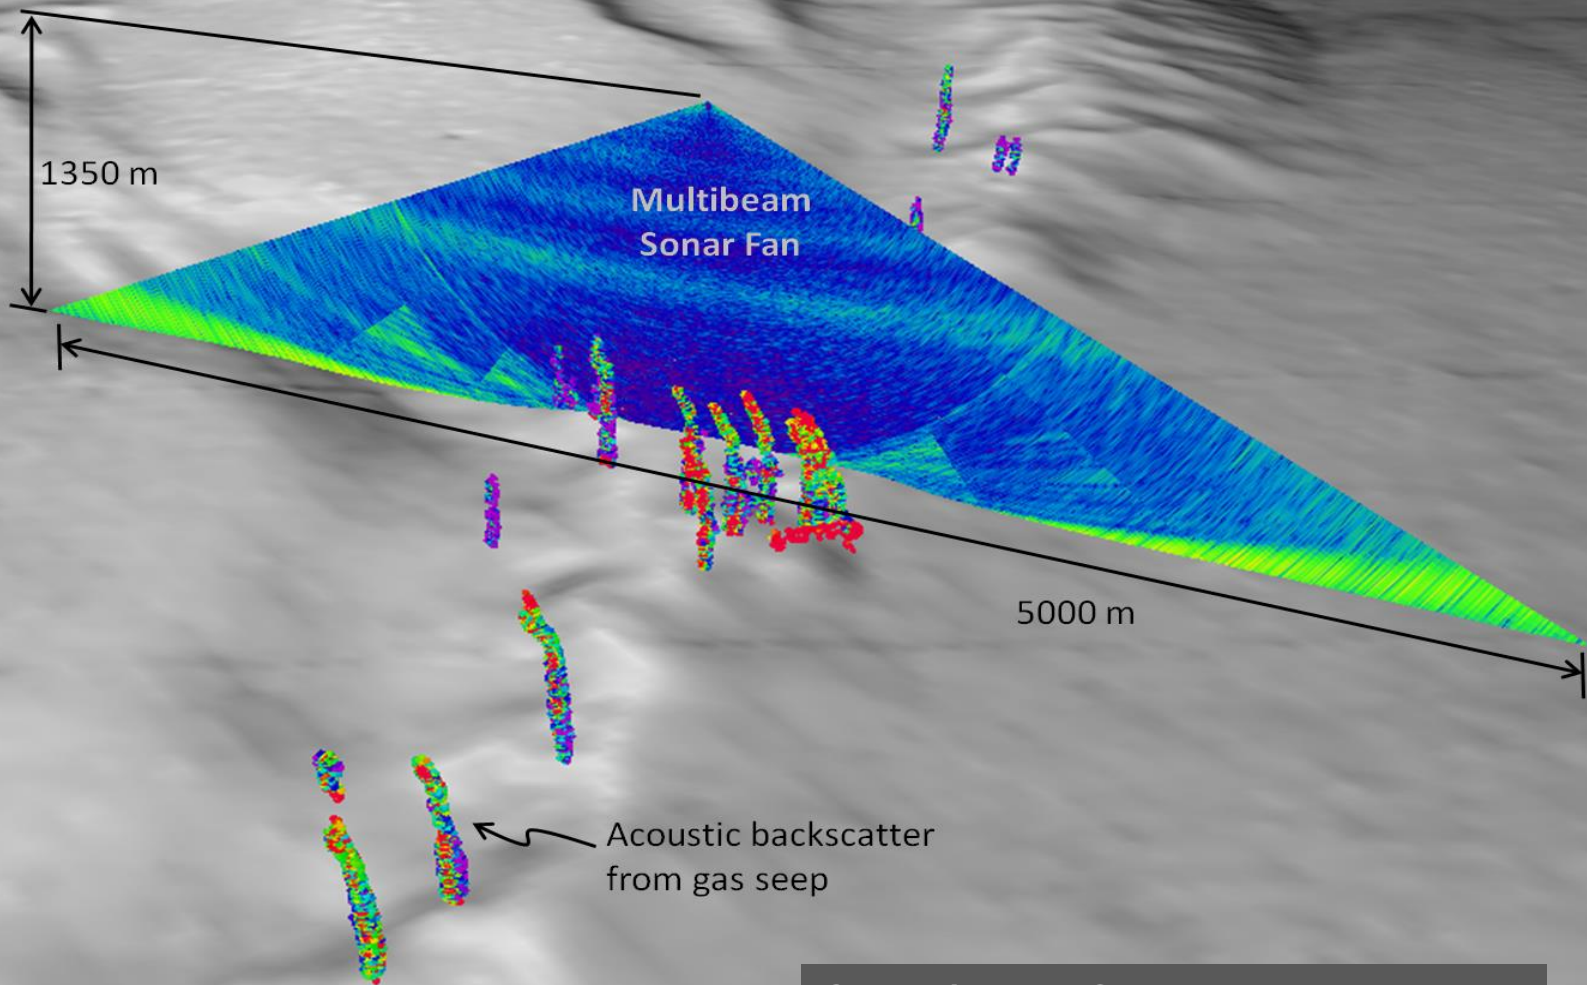 1350 m
Multibeam
Sonar Fan
5000 m
Acoustic backscatter
from gas seep